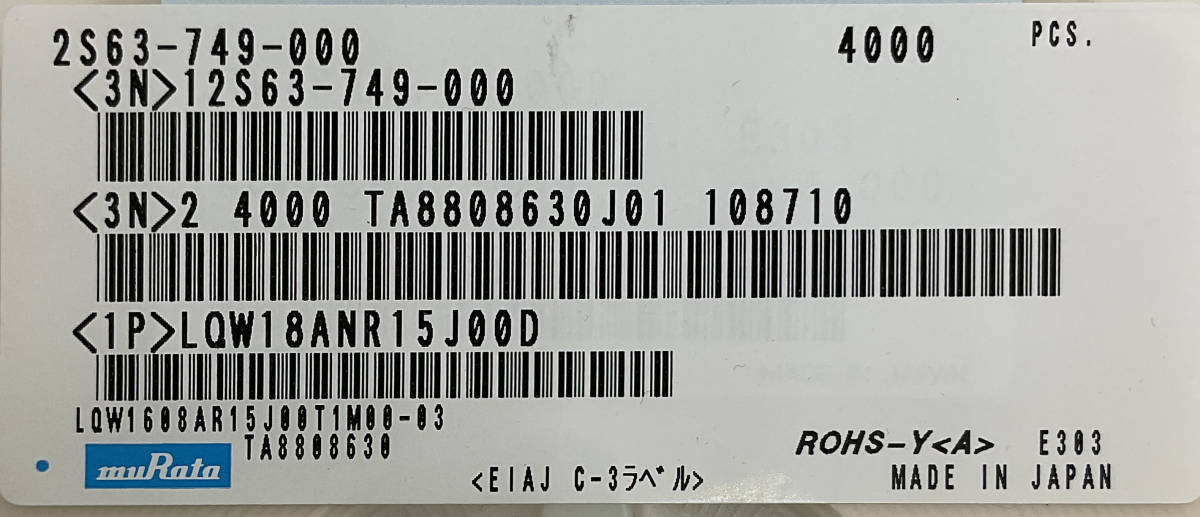 2S63-749-000 4000 PCS.
<3N>12S63-749-000
<3N>2 4000 TA8808630J01 108710
<1P>LQW18ANR15J00D
LQW1608AR15J00T1M00-03
TA8808630
ROHS-Y<A> E303
muRata
<EIAJ C-3ラベル>
MADE IN JAPAN